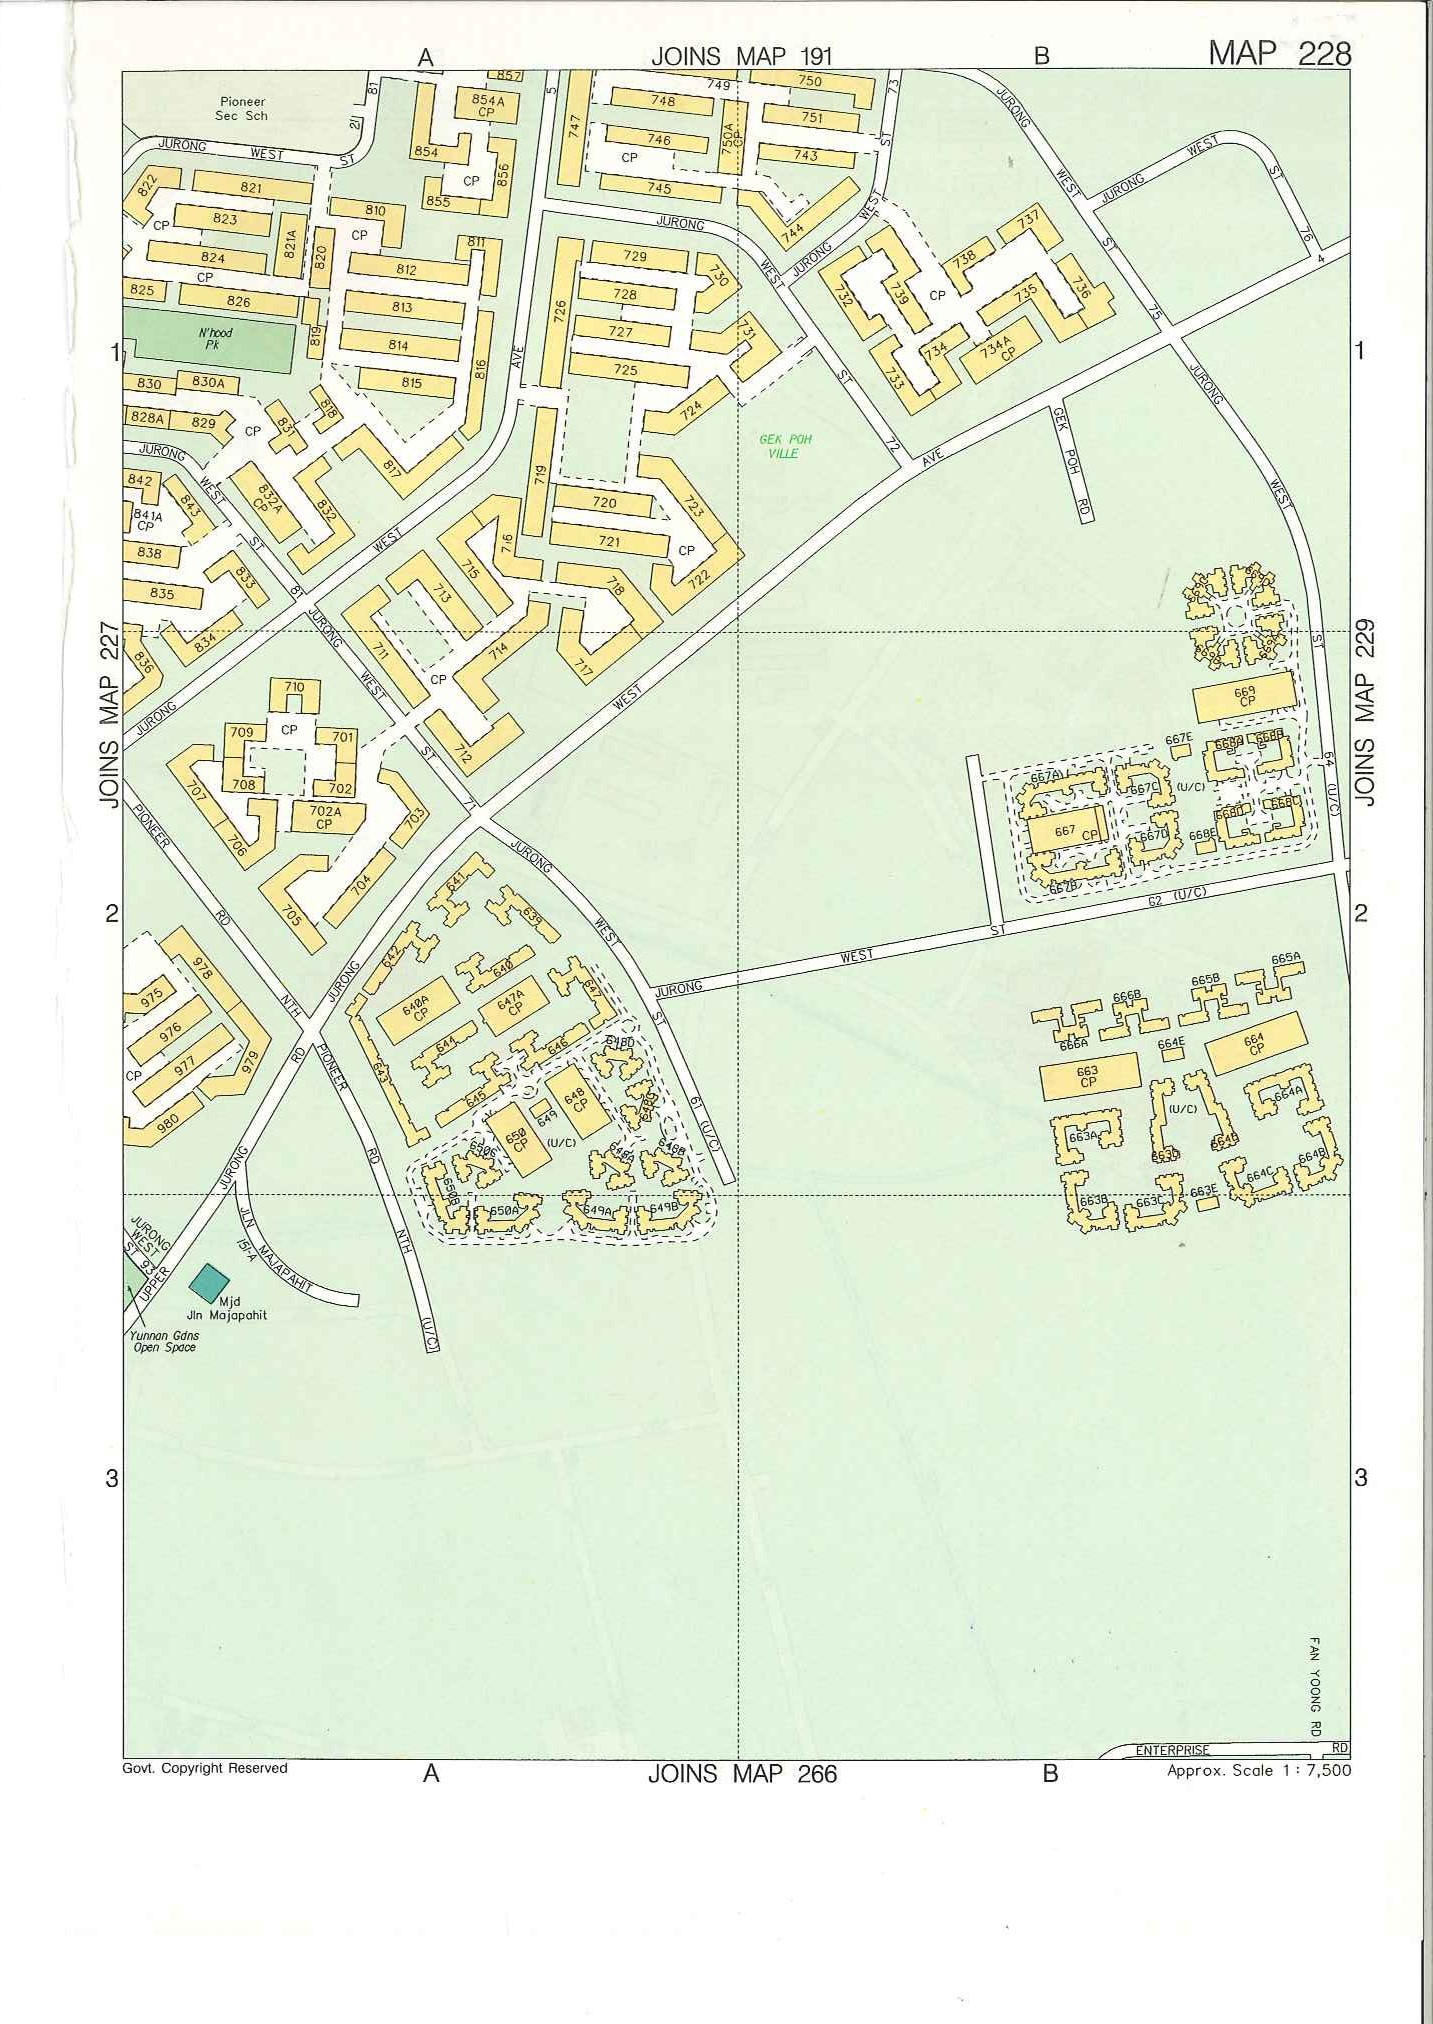 A
JOINS MAP 191
B
MAP 228
Pioneer
Sec Sch
JURONG WEST ST 81
21
857
854A
CP
854
856
CP
855
5
747
749
748
746
CP
745
750A
CP
750
751
743
744
73
JURONG WEST ST
JURONG WEST ST 75
JURONG WEST ST 76
4
822
821
823
CP
821A
824
CP
825
826
820
819
810
CP
811
812
813
814
815
816
817
818
N'hood
Pk
830
830A
828A
829
CP
831
JURONG WEST ST 81
842
841A
CP
843
832A
CP
832
838
835
833
834
836
JURONG WEST AVE 5
JURONG WEST ST 72
729
730
728
726
727
731
725
724
719
720
721
723
CP
722
732
739
738
737
CP
735
736
734A
CP
734
733
GEK POH
VILLE
GEK POH RD
JURONG WEST AVE 4
JURONG WEST ST 64 (U/C)
1
1
716
715
713
718
711
714
717
CP
712
JURONG WEST ST 71
JOINS MAP 227
JOINS MAP 229
710
709
CP
701
708
702
702A
CP
707
706
703
704
705
PIONEER RD NTH
669
CP
667E
668A
668B
667A
667C
(U/C)
667
CP
667D
668D
668C
668E
667B
JURONG WEST ST 62 (U/C)
2
2
JURONG WEST ST 61 (U/C)
641
639
642
640
640A
CP
647A
CP
647
644
646
643
645
648D
648
CP
649
650
CP
(U/C)
648C
650C
648A
648B
650B
650A
649A
649B
978
975
976
977
979
CP
980
665A
665B
666B
666A
664E
664
CP
663
CP
664A
(U/C)
663A
663D
664D
664B
664C
663B
663C
663E
UPPER JURONG RD
PIONEER RD NTH (U/C)
JLN MAJAPAHIT
151-A
JURONG
WEST
ST 93
Mjd
Jln Majapahit
Yunnan Gdns
Open Space
3
3
FAN YOONG RD
ENTERPRISE RD
Govt. Copyright Reserved
A
JOINS MAP 266
B
Approx. Scale 1 : 7,500